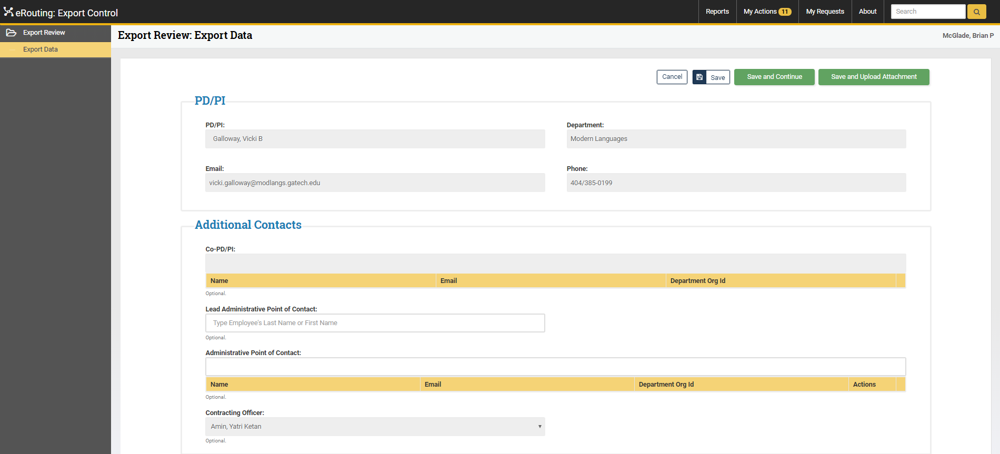 eRouting: Export Control
Reports
My Actions 11
My Requests
About
Search
Export Review
Export Data
Export Review: Export Data
McGlade, Brian P
Cancel
Save
Save and Continue
Save and Upload Attachment
PD/PI
PD/PI:
Galloway, Vicki B
Department:
Modern Languages
Email:
vicki.galloway@modlangs.gatech.edu
Phone:
404/385-0199
Additional Contacts
Co-PD/PI:
Name Email Department Org Id
Optional.
Lead Administrative Point of Contact:
Type Employee's Last Name or First Name
Optional.
Administrative Point of Contact:
Name Email Department Org Id Actions
Optional.
Contracting Officer:
Amin, Yatri Ketan
Optional.